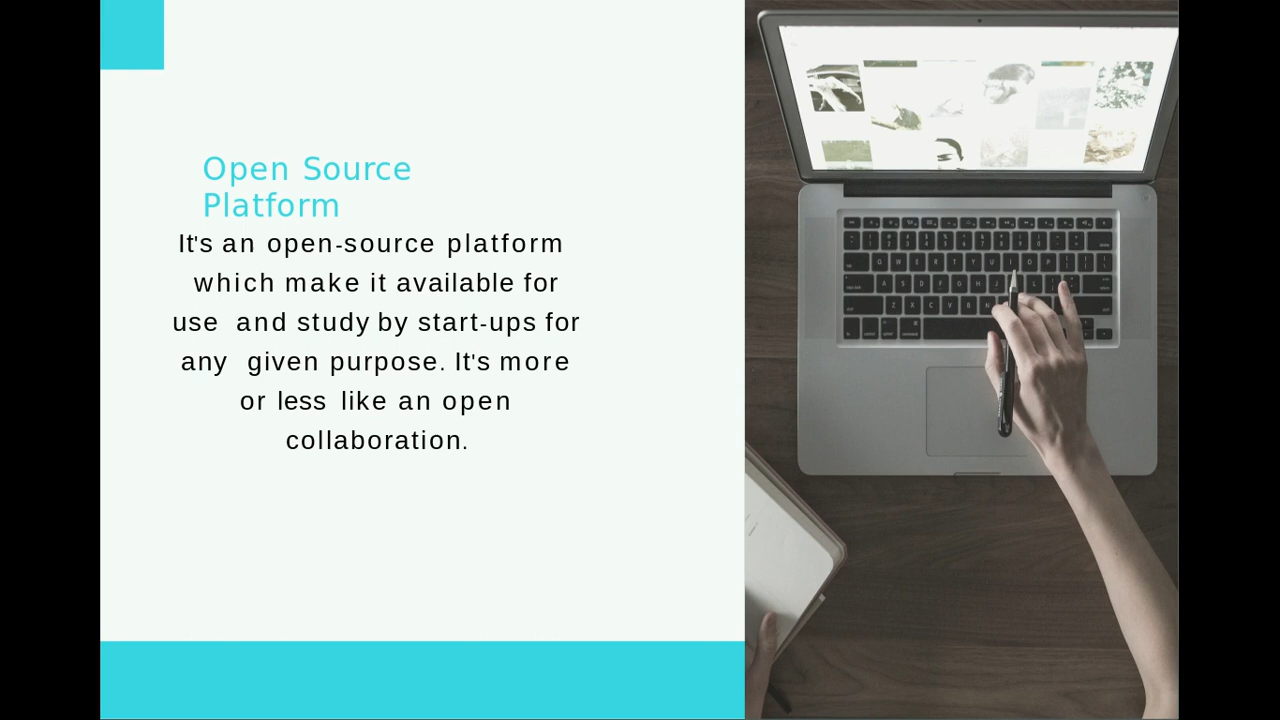 Open Source
Platform
It's an open-source platform
which make it available for
use and study by start-ups for
any given purpose. It's more
or less like an open
collaboration.